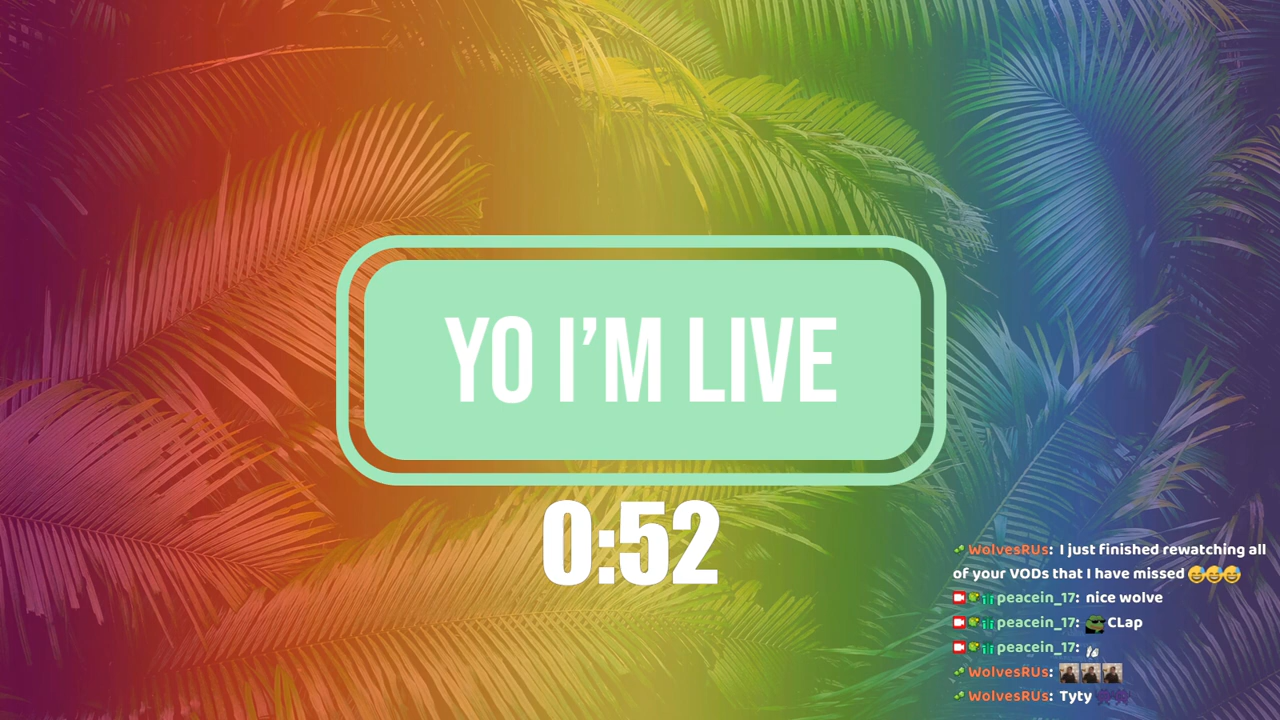 YO I’M LIVE
0:52
WolvesRUs: I just finished rewatching all
of your VODs that I have missed 😅😅😅
peacein_17: nice wolve
peacein_17: CLap
peacein_17:
WolvesRUs:
WolvesRUs: Tyty